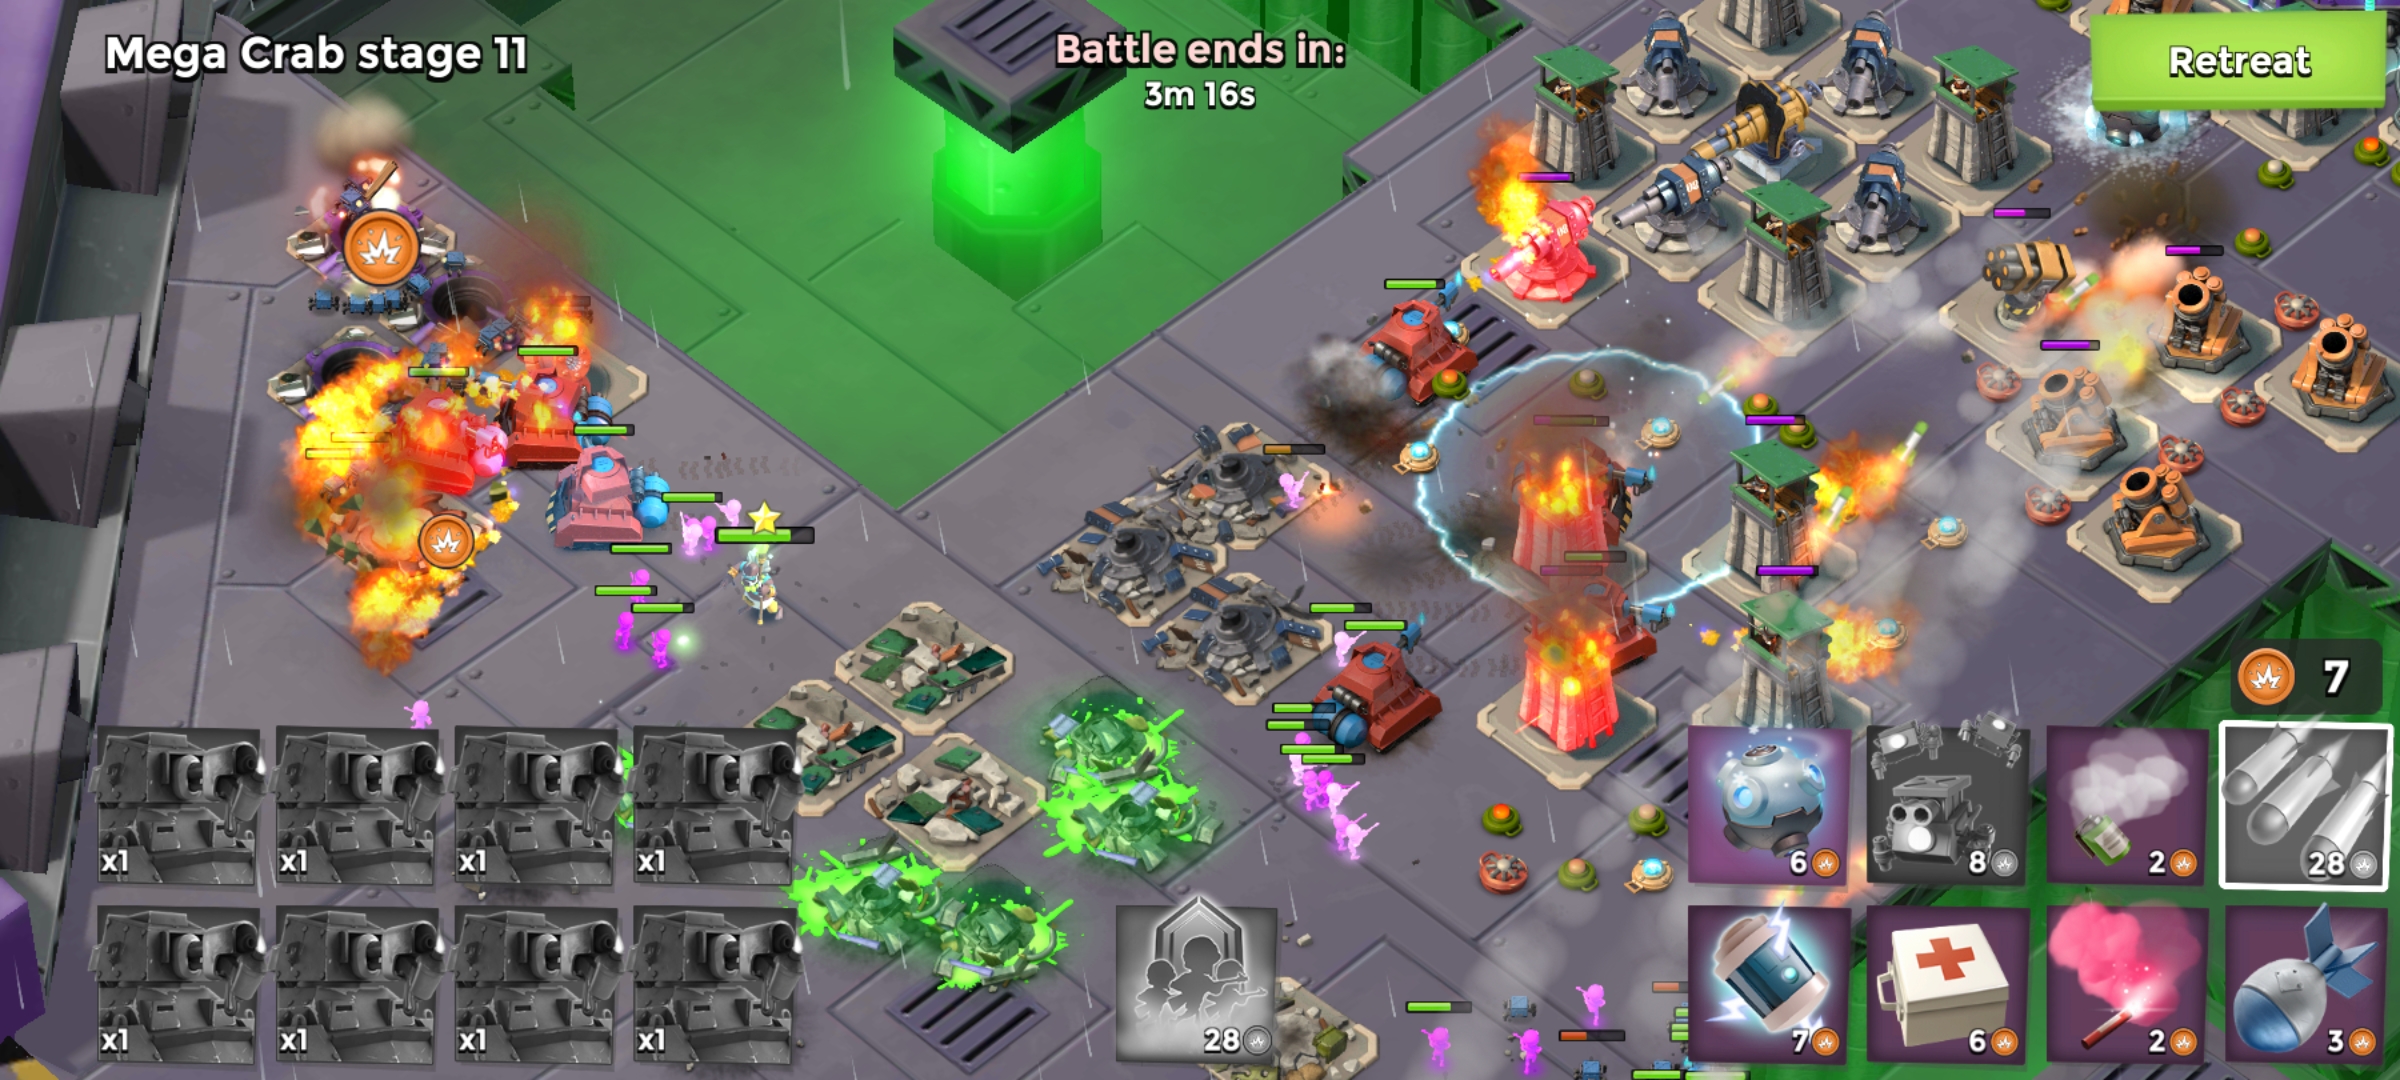 Mega Crab stage 11
Battle ends in:
3m 16s
Retreat
7
x1
x1
x1
x1
6
8
2
28
x1
x1
x1
x1
28
7
6
2
3